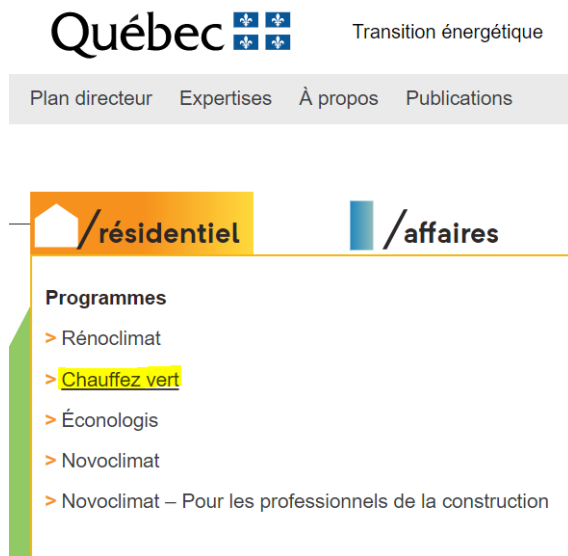 Québec
Transition énergétique
Plan directeur Expertises À propos Publications
/résidentiel /affaires
Programmes
> Rénoclimat
> Chauffez vert
> Éconologis
> Novoclimat
> Novoclimat – Pour les professionnels de la construction